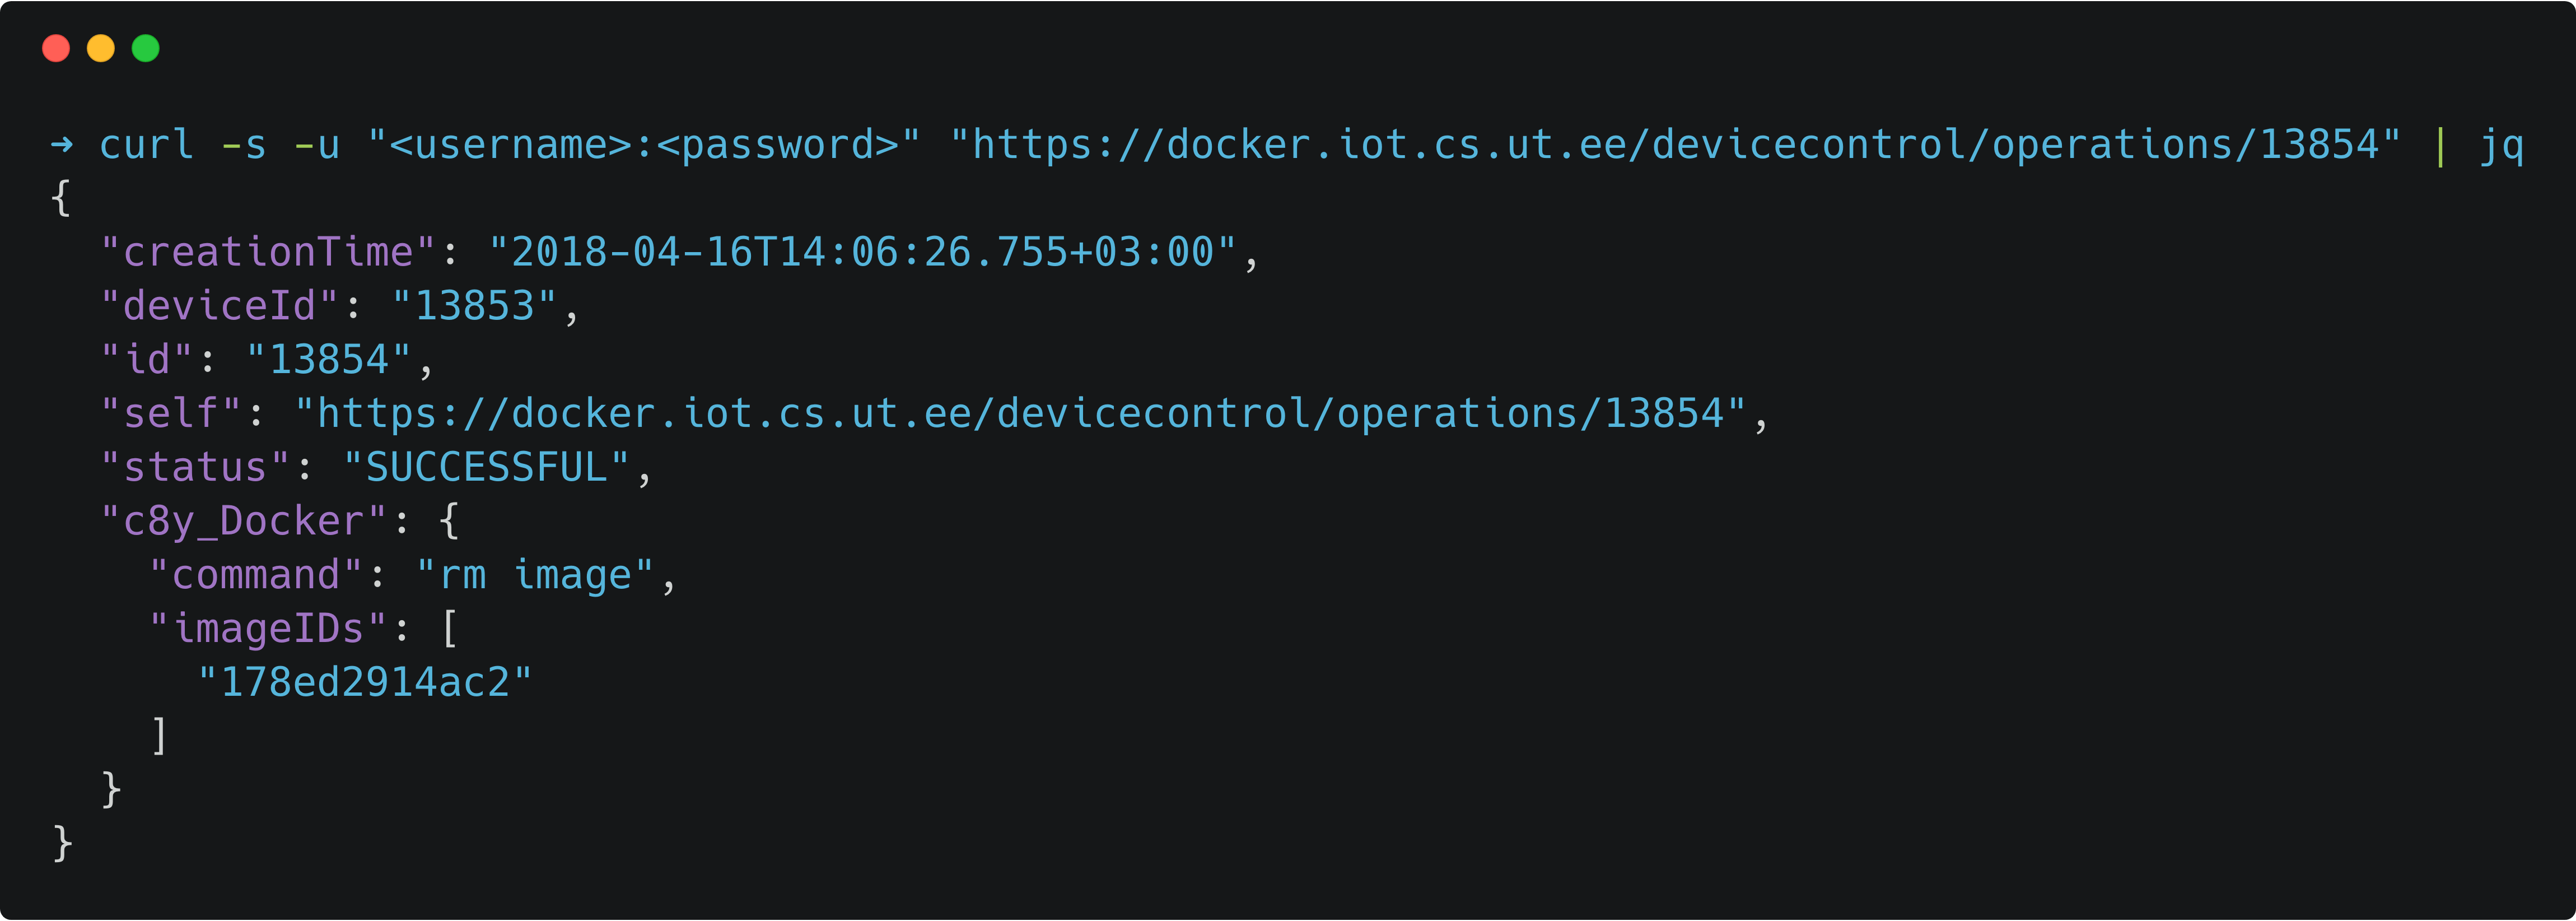 ➜ curl -s -u "<username>:<password>" "https://docker.iot.cs.ut.ee/devicecontrol/operations/13854" | jq
{
  "creationTime": "2018-04-16T14:06:26.755+03:00",
  "deviceId": "13853",
  "id": "13854",
  "self": "https://docker.iot.cs.ut.ee/devicecontrol/operations/13854",
  "status": "SUCCESSFUL",
  "c8y_Docker": {
    "command": "rm image",
    "imageIDs": [
      "178ed2914ac2"
    ]
  }
}